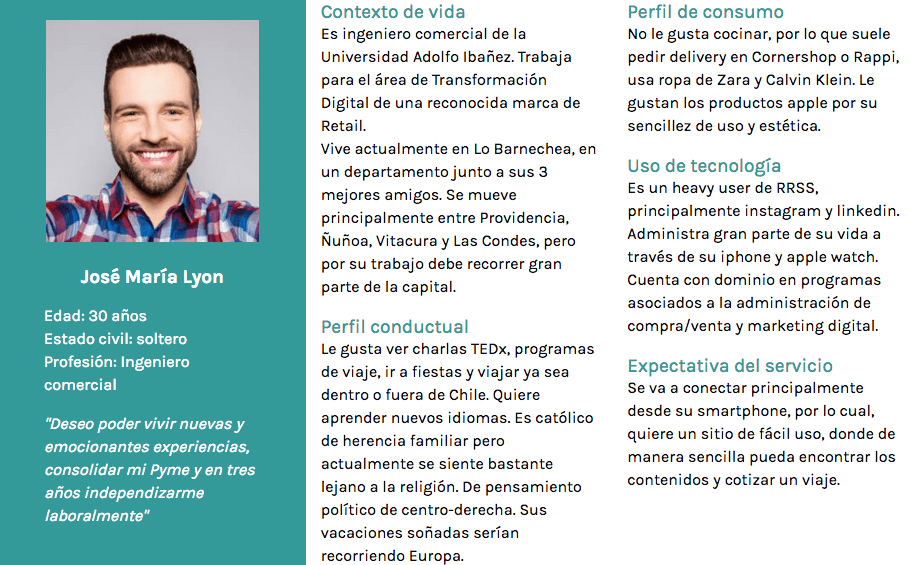 José María Lyon
Edad: 30 años
Estado civil: soltero
Profesión: Ingeniero
comercial
"Deseo poder vivir nuevas y
emocionantes experiencias,
consolidar mi Pyme y en tres
años independizarme
laboralmente"
Contexto de vida
Es ingeniero comercial de la
Universidad Adolfo Ibañez. Trabaja
para el área de Transformación
Digital de una reconocida marca de
Retail.
Vive actualmente en Lo Barnechea, en
un departamento junto a sus 3
mejores amigos. Se mueve
principalmente entre Providencia,
Ñuñoa, Vitacura y Las Condes, pero
por su trabajo debe recorrer gran
parte de la capital.
Perfil conductual
Le gusta ver charlas TEDx, programas
de viaje, ir a fiestas y viajar ya sea
dentro o fuera de Chile. Quiere
aprender nuevos idiomas. Es católico
de herencia familiar pero
actualmente se siente bastante
lejano a la religión. De pensamiento
político de centro-derecha. Sus
vacaciones soñadas serían
recorriendo Europa.
Perfil de consumo
No le gusta cocinar, por lo que suele
pedir delivery en Cornershop o Rappi,
usa ropa de Zara y Calvin Klein. Le
gustan los productos apple por su
sencillez de uso y estética.
Uso de tecnología
Es un heavy user de RRSS,
principalmente instagram y linkedin.
Administra gran parte de su vida a
través de su iphone y apple watch.
Cuenta con dominio en programas
asociados a la administración de
compra/venta y marketing digital.
Expectativa del servicio
Se va a conectar principalmente
desde su smartphone, por lo cual,
quiere un sitio de fácil uso, donde de
manera sencilla pueda encontrar los
contenidos y cotizar un viaje.